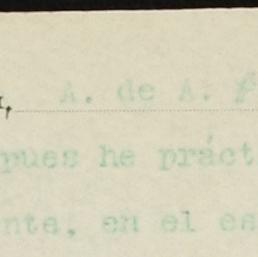 A. de A.
pues he práct
nte, en el es